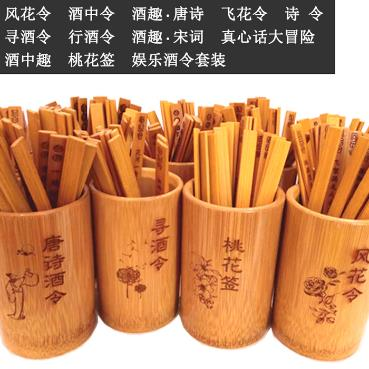 风花令 酒中令 酒趣.唐诗 飞花令 诗 令
寻酒令 行酒令 酒趣.宋词 真心话大冒险
酒中趣 桃花签 娱乐酒令套装
唐诗酒令
寻酒令
桃花签
风花令